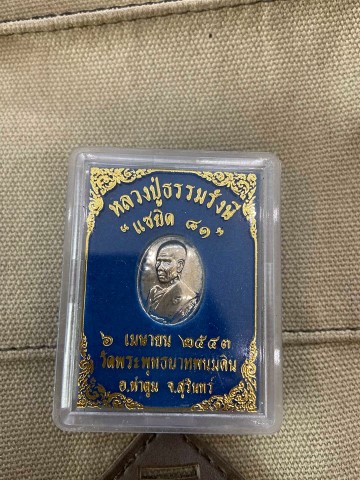 หลวงปู่ธรรมรังษี
“แซยิด ๘๑”
๖ เมษายน ๒๕๔๓
วัดพระพุทธบาทพนมดิน
อ.ท่าตูม จ.สุรินทร์